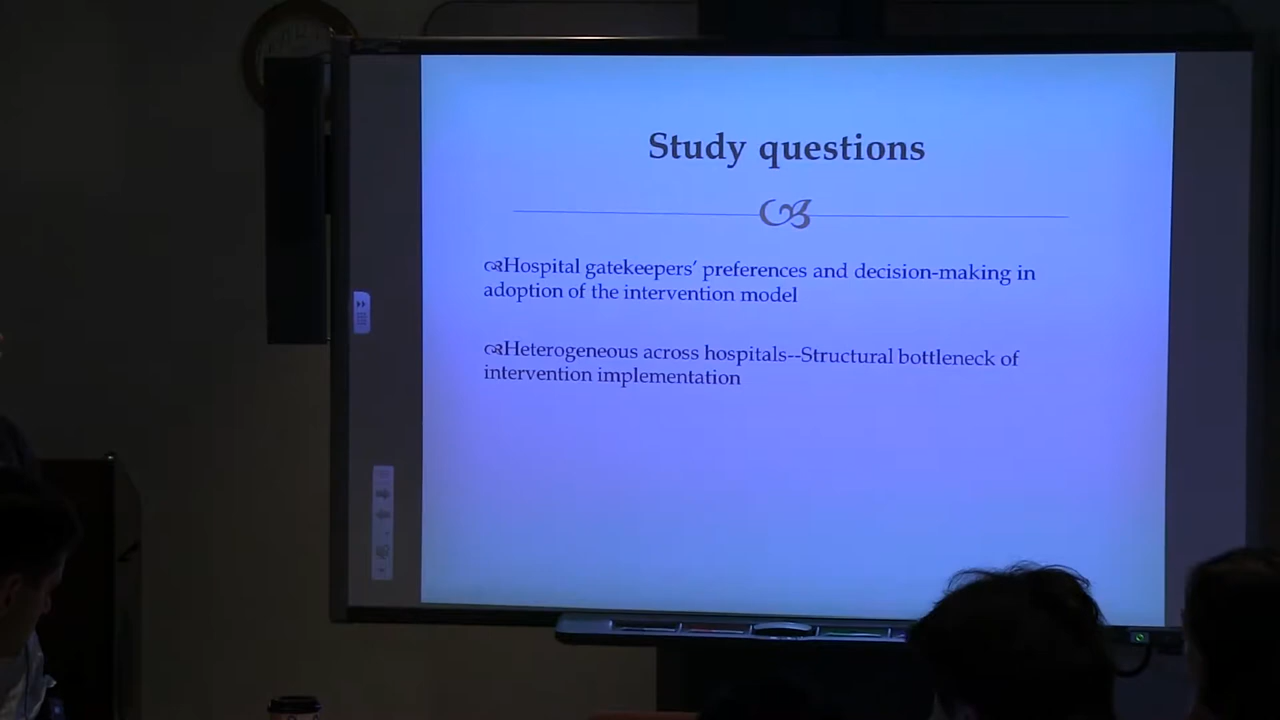 Study questions
Hospital gatekeepers' preferences and decision-making in
adoption of the intervention model
Heterogeneous across hospitals--Structural bottleneck of
intervention implementation